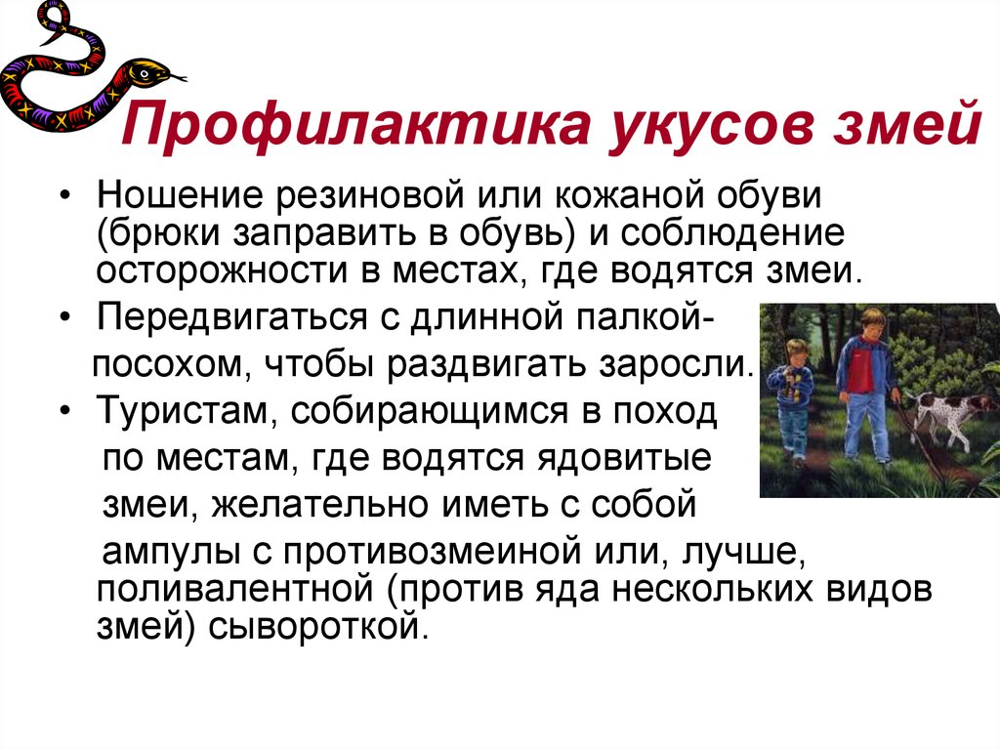 Профилактика укусов змей
• Ношение резиновой или кожаной обуви
(брюки заправить в обувь) и соблюдение
осторожности в местах, где водятся змеи.
• Передвигаться с длинной палкой-
посохом, чтобы раздвигать заросли.
• Туристам, собирающимся в поход
по местам, где водятся ядовитые
змеи, желательно иметь с собой
ампулы с противозмеиной или, лучше,
поливалентной (против яда нескольких видов
змей) сывороткой.